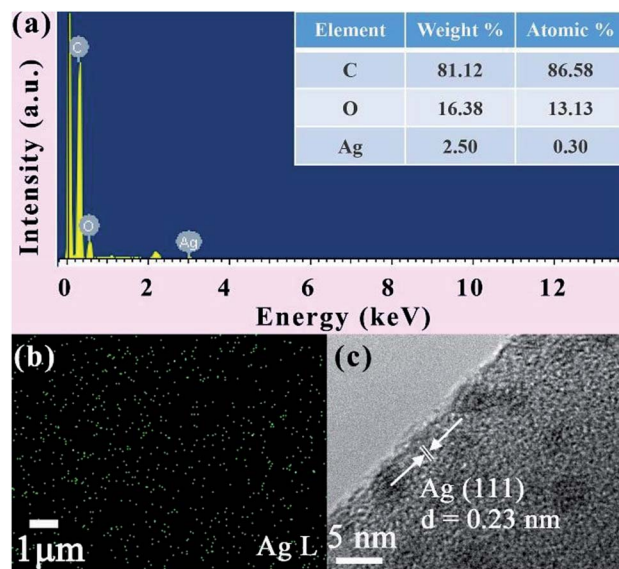 (a)
Intensity (a.u.)
C
O
Ag
Element Weight % Atomic %
C 81.12 86.58
O 16.38 13.13
Ag 2.50 0.30
0 2 4 6 8 10 12
Energy (keV)
(b)
1μm
Ag L
(c)
Ag (111)
d = 0.23 nm
5 nm